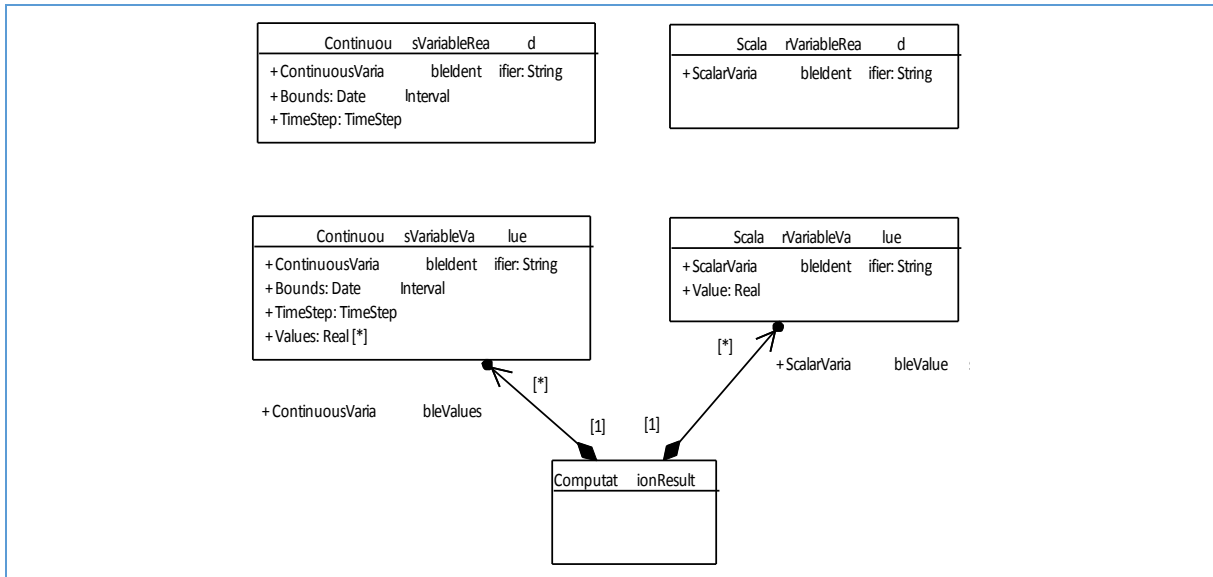 ContinuousVariableRead
+ContinuousVariableIdentifier: String
+Bounds: DateInterval
+TimeStep: TimeStep
ScalarVariableRead
+ScalarVariableIdentifier: String
ContinuousVariableValue
+ContinuousVariableIdentifier: String
+Bounds: DateInterval
+TimeStep: TimeStep
+Values: Real [*]
ScalarVariableValue
+ScalarVariableIdentifier: String
+Value: Real
[*]
+ScalarVariableValue
[*]
+ContinuousVariableValues
[1]
[1]
ComputationResult